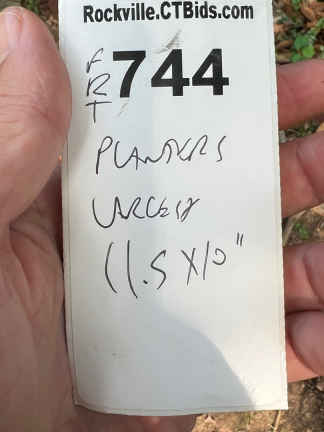 Rockville.CTBids.com
FRT 744
PLANTERS
LARGEST
11.5 X 10"